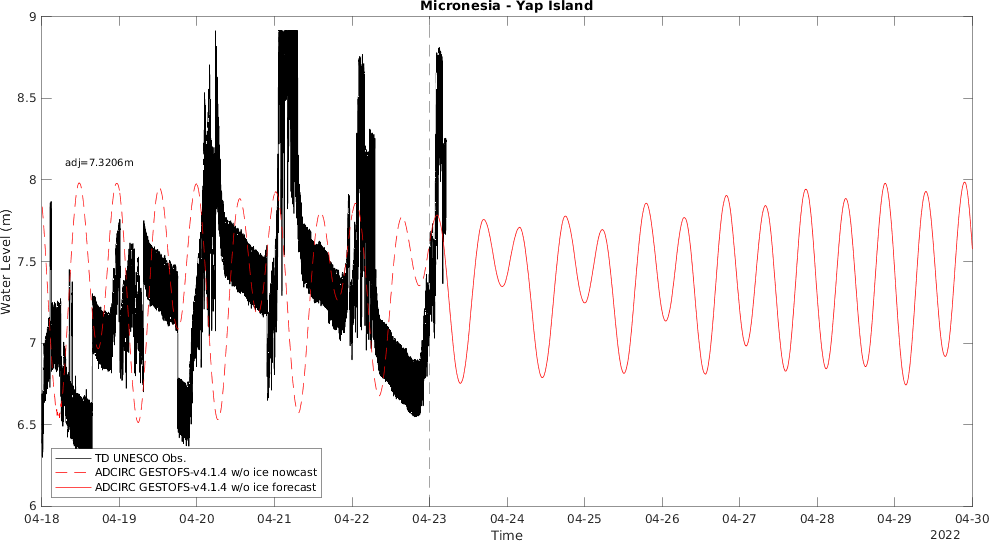 Micronesia - Yap Island
9
8.5
8
7.5
7
6.5
6
Water Level (m)
adj=7.3206m
TD UNESCO Obs.
ADCIRC GESTOFS-v4.1.4 w/o ice nowcast
ADCIRC GESTOFS-v4.1.4 w/o ice forecast
04-18 04-19 04-20 04-21 04-22 04-23 04-24 04-25 04-26 04-27 04-28 04-29 04-30
Time
2022